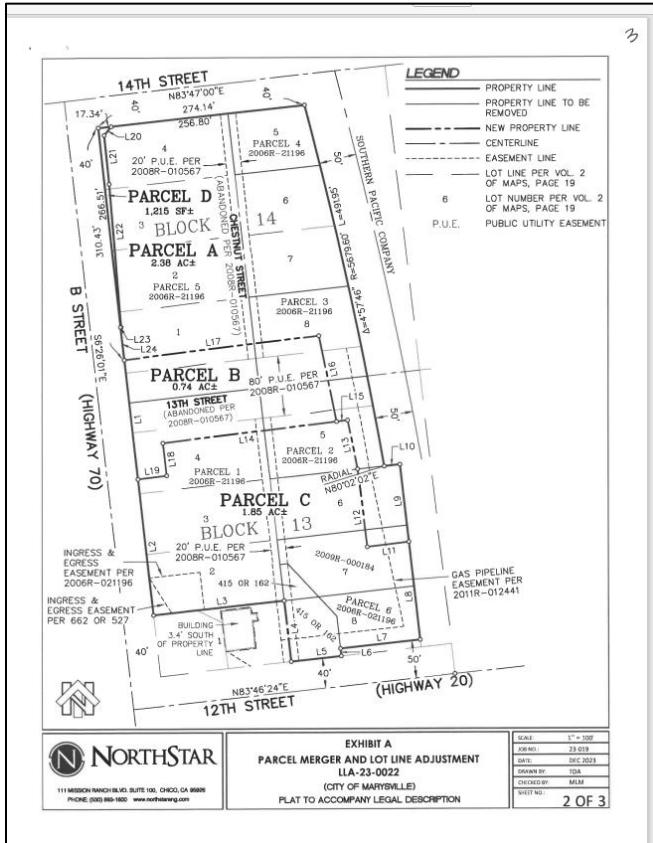 3
14TH STREET
N83°47'00"E
274.14'
256.80'
17.34'
40'
40'
40'
L20
L21
L22
266.51'
310.43'
4
20' P.U.E. PER
2008R-010567
5
PARCEL 4
2006R-21196
50'
SOUTHERN PACIFIC COMPANY
PARCEL D
1,215 SF±
3
BLOCK
14
6
CHESTNUT STREET
(ABANDONED PER 2008R-010567)
PARCEL A
2.38 AC±
2
PARCEL 5
2006R-21196
7
Δ=4°57'46" R=5679.60' L=491.95'
B STREET
(HIGHWAY 70)
S6°26'01"E
PARCEL 3
2006R-21196
L23
L24
1
L17
8
PARCEL B
0.74 AC±
80' P.U.E. PER
2008R-010567
L16
13TH STREET
(ABANDONED PER
2008R-010567)
L1
L15
50'
L14
5
L13
L18
4
L19
PARCEL 1
2006R-21196
PARCEL 2
2006R-21196
L10
RADIAL
N80°02'02"E
PARCEL C
1.85 AC±
6
L9
L12
3
BLOCK
13
L2
L11
20' P.U.E. PER
2008R-010567
2009R-000184
7
INGRESS &
EGRESS
EASEMENT PER
2006R-021196
2
415 OR 162
GAS PIPELINE
EASEMENT PER
2011R-012441
INGRESS &
EGRESS EASEMENT
PER 662 OR 527
L3
415 OR 162
PARCEL 6
2006R-021196
8
L8
BUILDING
3.4' SOUTH
OF PROPERTY
LINE
1
L4
L7
40'
L5
L6
40'
50'
N83°46'24"E
(HIGHWAY 20)
12TH STREET
LEGEND
PROPERTY LINE
PROPERTY LINE TO BE
REMOVED
NEW PROPERTY LINE
CENTERLINE
EASEMENT LINE
LOT LINE PER VOL. 2
OF MAPS, PAGE 19
6 LOT NUMBER PER VOL. 2
OF MAPS, PAGE 19
P.U.E. PUBLIC UTILITY EASEMENT
N NORTHSTAR
111 MISSION RANCH BLVD. SUITE 100, CHICO, CA 95926
PHONE: (530) 893-1600 www.northstareng.com
EXHIBIT A
PARCEL MERGER AND LOT LINE ADJUSTMENT
LLA-23-0022
(CITY OF MARYSVILLE)
PLAT TO ACCOMPANY LEGAL DESCRIPTION
SCALE: 1" = 100'
JOB NO.: 23-019
DATE: DEC 2023
DRAWN BY: TDA
CHECKED BY: MLM
SHEET NO.:
2 OF 3